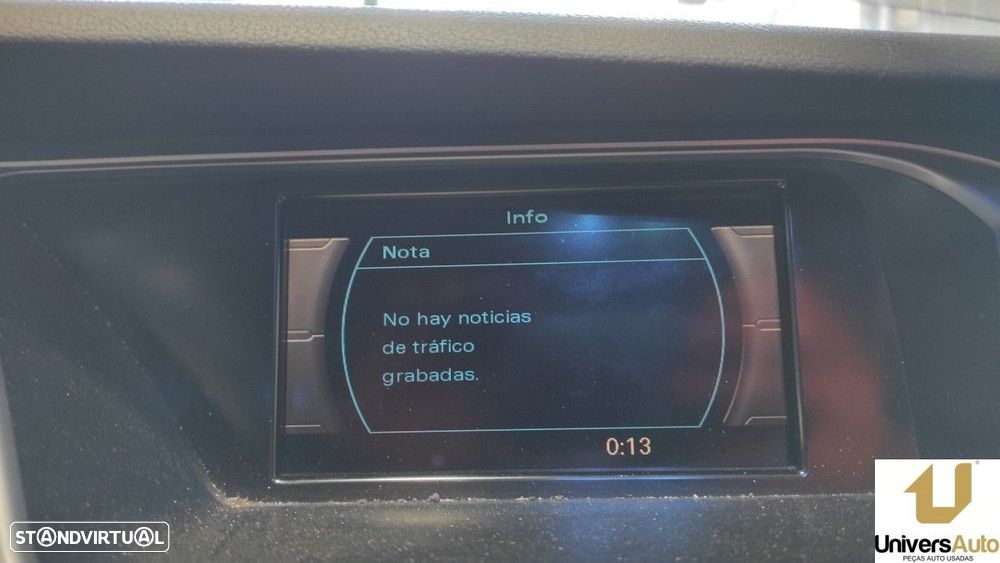 Info
Nota
No hay noticias
de tráfico
grabadas.
0:13
STANDVIRTUAL
UniversAuto
PEÇAS AUTO USADAS